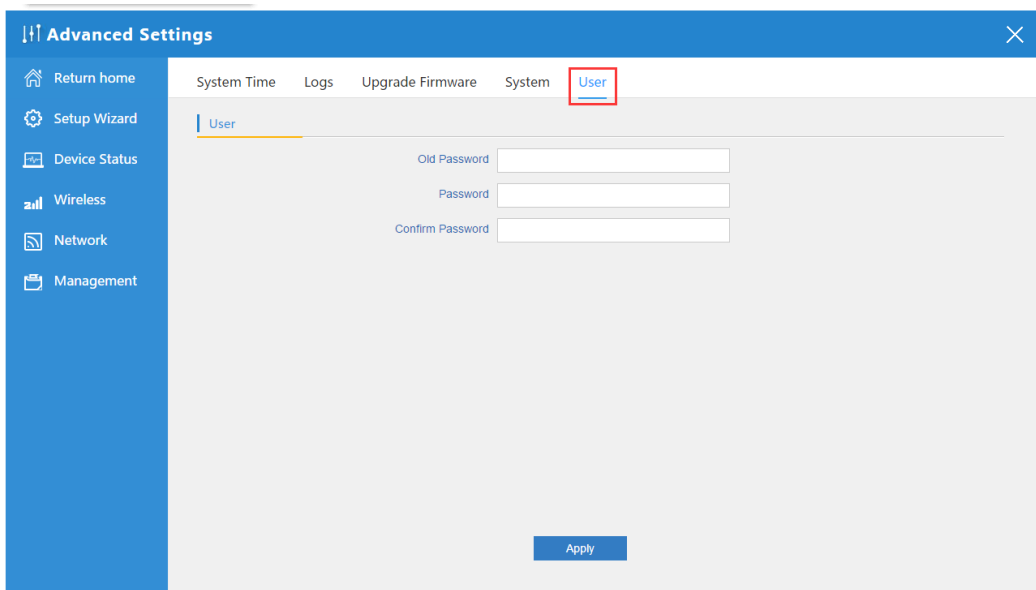 Advanced Settings
Return home
Setup Wizard
Device Status
Wireless
Network
Management
System Time Logs Upgrade Firmware System User
User
Old Password
Password
Confirm Password
Apply